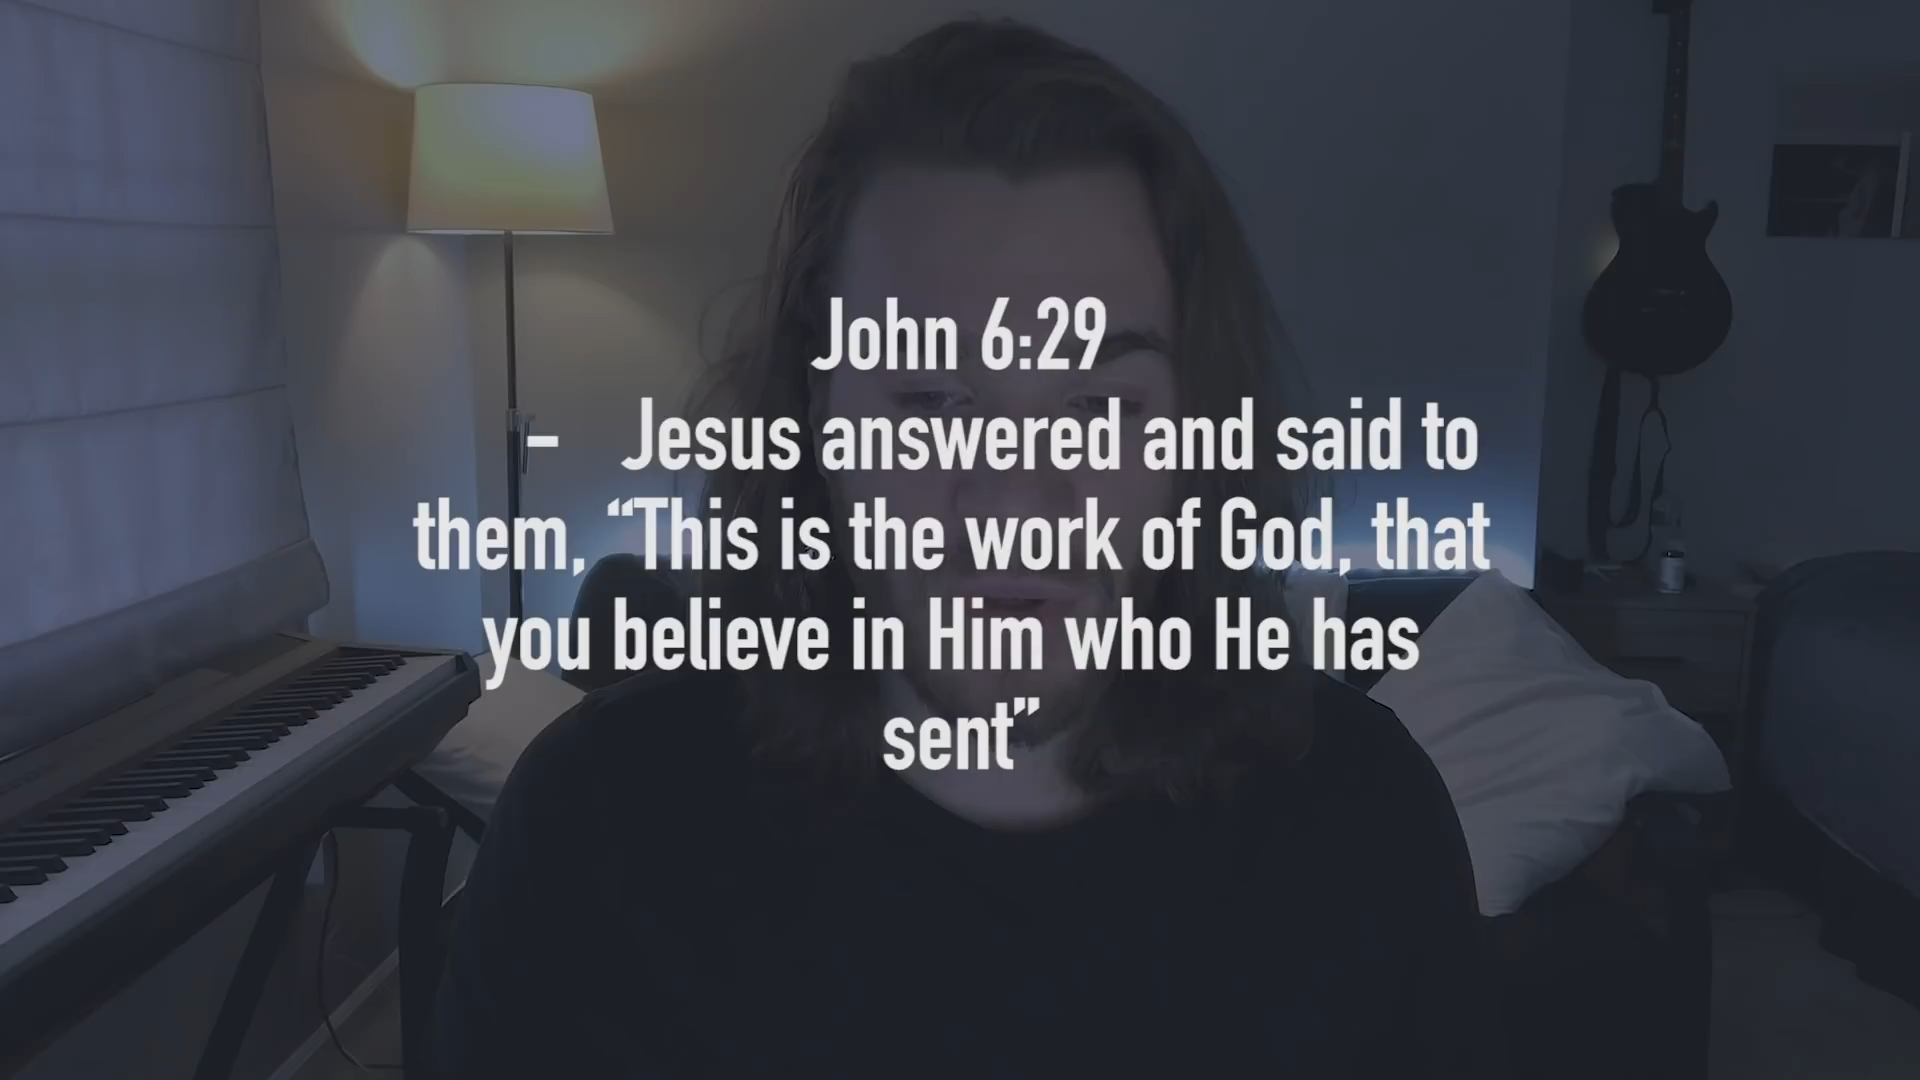 John 6:29
- Jesus answered and said to
them, “This is the work of God, that
you believe in Him who He has
sent”